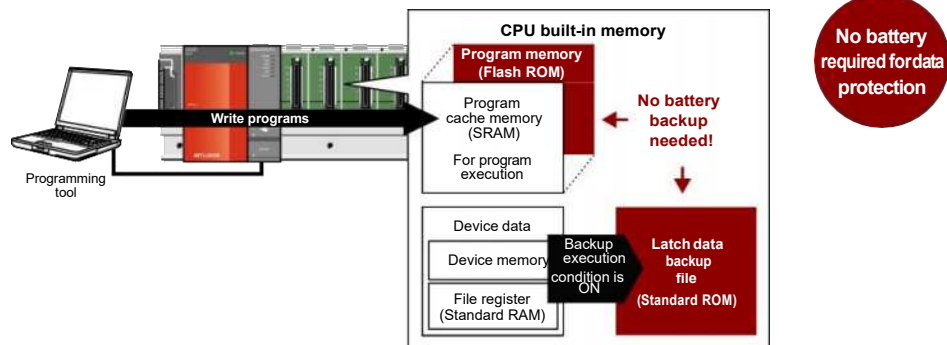 CPU built-in memory
Program memory
(Flash ROM)
Program
cache memory
(SRAM)
For program
execution
No battery
backup
needed!
No battery
required fordata
protection
Write programs
Programming
tool
Device data
Device memory
File register
(Standard RAM)
Backup
execution
condition is
ON
Latch data
backup
file
(Standard ROM)